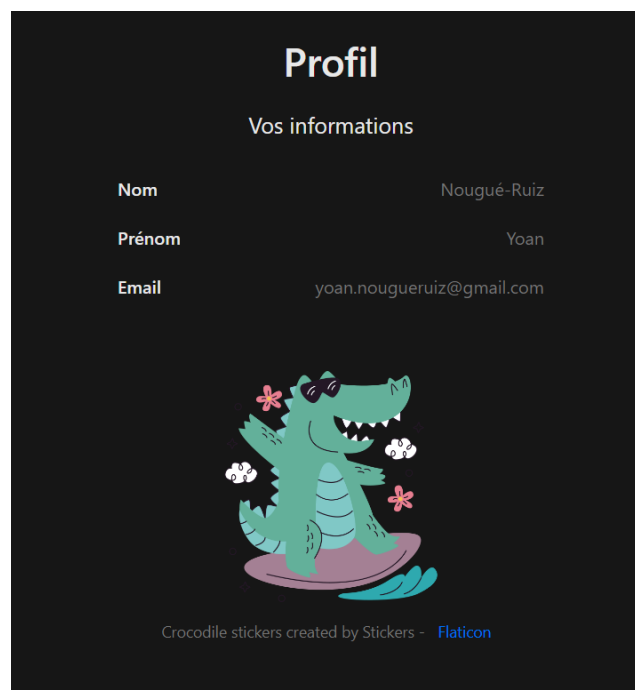 Profil
Vos informations
Nom Nougué-Ruiz
Prénom Yoan
Email yoan.nougueruiz@gmail.com
Crocodile stickers created by Stickers - Flaticon